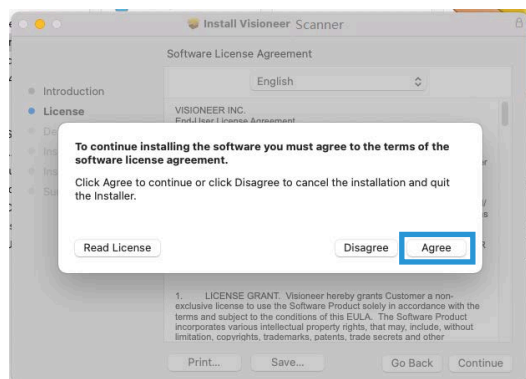 Install Visioneer Scanner
Software License Agreement
English
Introduction
License
VISIONEER INC.
End-User License Agreement
To continue installing the software you must agree to the terms of the
software license agreement.
Click Agree to continue or click Disagree to cancel the installation and quit
the Installer.
Read License
Disagree
Agree
1. LICENSE GRANT. Visioneer hereby grants Customer a non-
exclusive license to use the Software Product solely in accordance with the
terms and subject to the conditions of this EULA. The Software Product
incorporates various intellectual property rights, that may, include, without
limitation, copyrights, trademarks, patents, trade secrets and other
Print...
Save...
Go Back
Continue